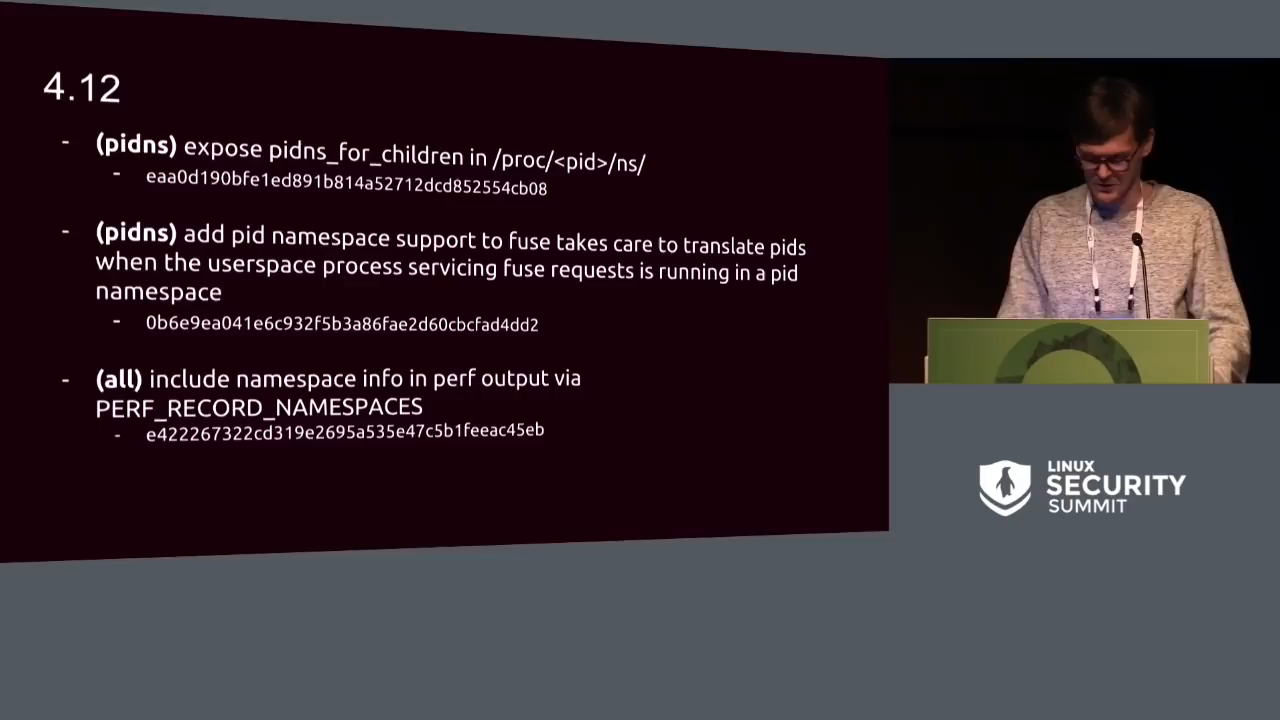 4.12
- (pidns) expose pidns_for_children in /proc/<pid>/ns/
- eaa0d190bfe1ed891b814a52712dcd852554cb08
- (pidns) add pid namespace support to fuse takes care to translate pids
when the userspace process servicing fuse requests is running in a pid
namespace
- 0b6e9ea041e6c932f5b3a86fae2d60cbcfad4dd2
- (all) include namespace info in perf output via
PERF_RECORD_NAMESPACES
- e422267322cd319e2695a535e47c5b1feeac45eb
LINUX
SECURITY
SUMMIT